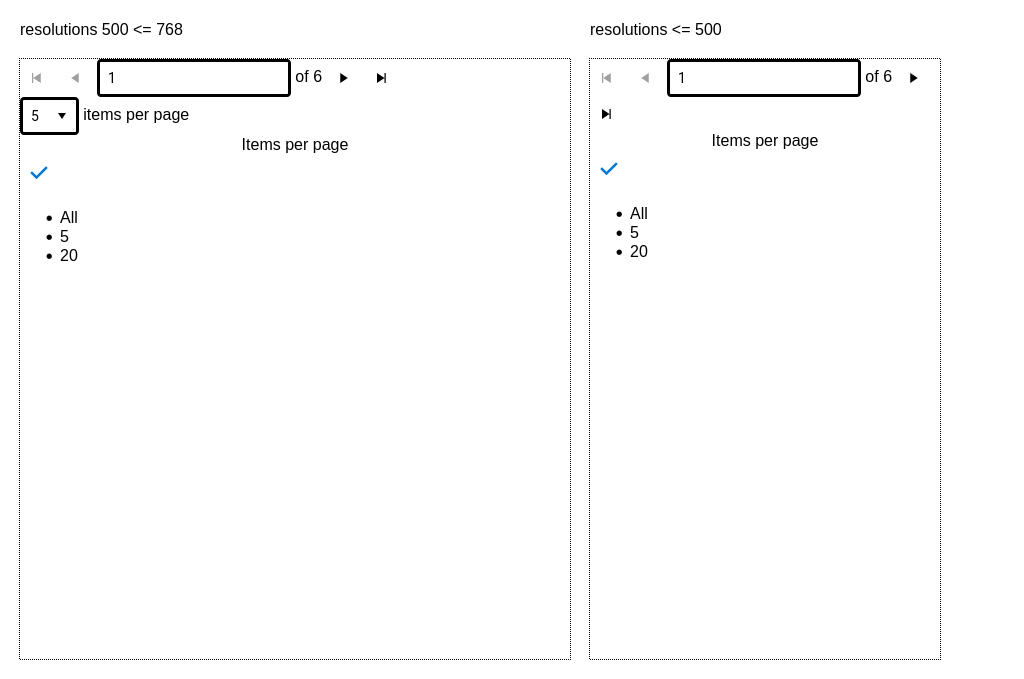 resolutions 500 <= 768
1 of 6
5 items per page
Items per page
All
5
20
resolutions <= 500
1 of 6
Items per page
All
5
20